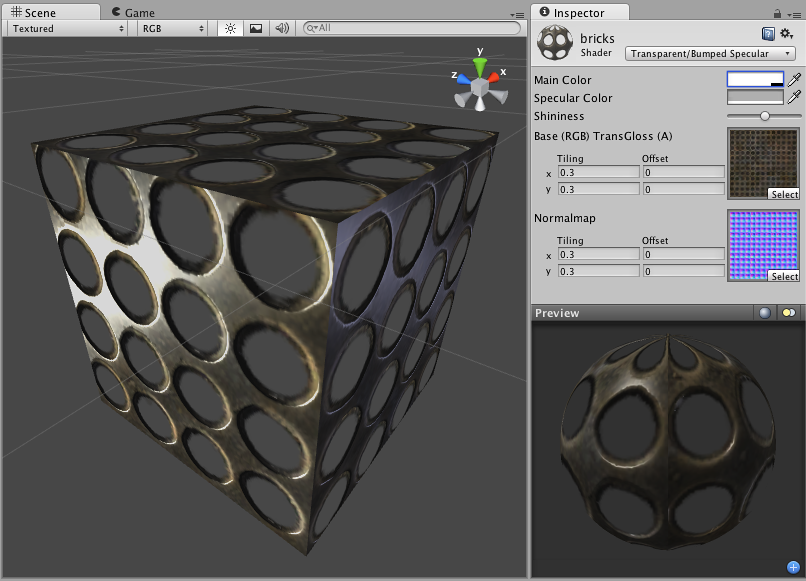 Scene
Game
Textured
RGB
All
y
x
z
Inspector
bricks
Shader
Transparent/Bumped Specular
Main Color
Specular Color
Shininess
Base (RGB) TransGloss (A)
Tiling Offset
x 0.3 0
y 0.3 0
Select
Normalmap
Tiling Offset
x 0.3 0
y 0.3 0
Select
Preview